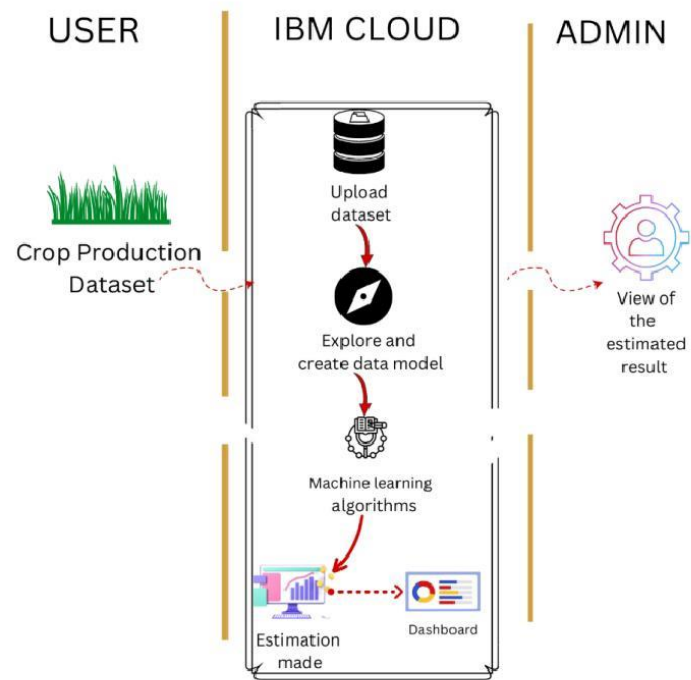 USER
IBM CLOUD
ADMIN
Upload
dataset
Crop Production
Dataset
Explore and
create data model
View of
the
estimated
result
Machine learning
algorithms
Estimation
made
Dashboard